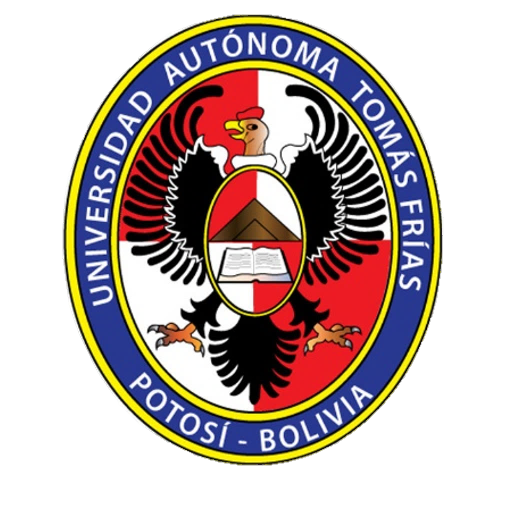 UNIVERSIDAD AUTÓNOMA TOMÁS FRÍAS
POTOSÍ - BOLIVIA